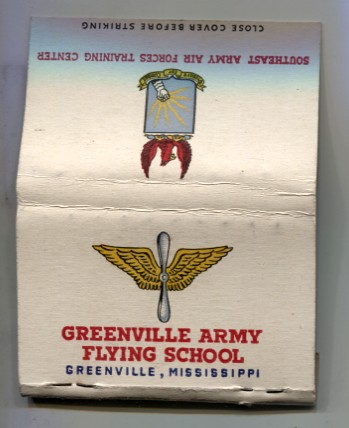 CLOSE COVER BEFORE STRIKING
SOUTHEAST ARMY AIR FORCES TRAINING CENTER
GREENVILLE ARMY
FLYING SCHOOL
GREENVILLE, MISSISSIPPI